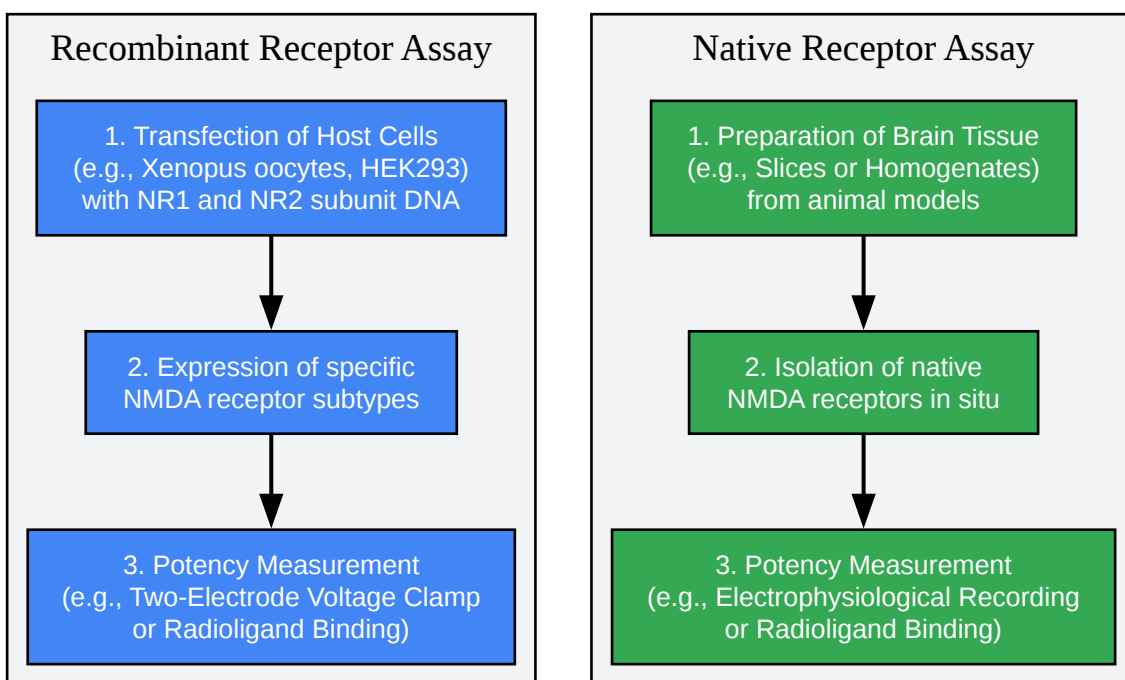 Recombinant Receptor Assay
1. Transfection of Host Cells
(e.g., Xenopus oocytes, HEK293)
with NR1 and NR2 subunit DNA
2. Expression of specific
NMDA receptor subtypes
3. Potency Measurement
(e.g., Two-Electrode Voltage Clamp
or Radioligand Binding)
Native Receptor Assay
1. Preparation of Brain Tissue
(e.g., Slices or Homogenates)
from animal models
2. Isolation of native
NMDA receptors in situ
3. Potency Measurement
(e.g., Electrophysiological Recording
or Radioligand Binding)